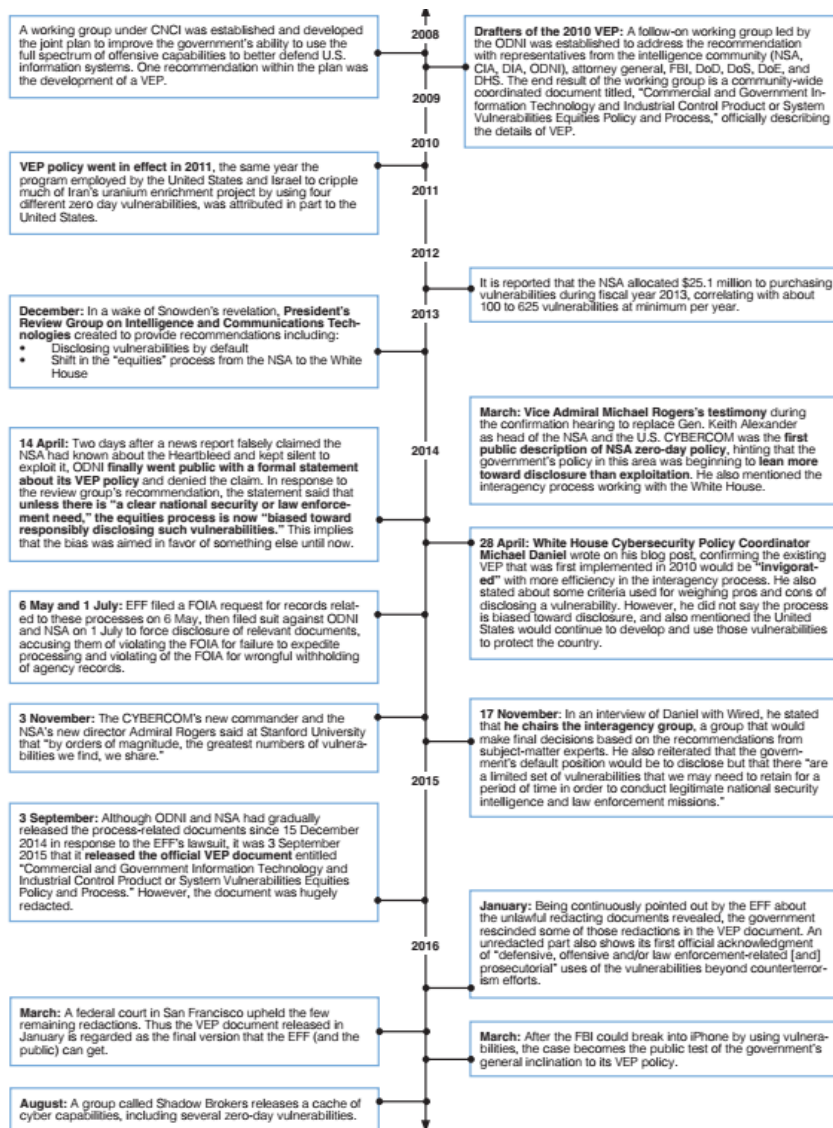 A working group under CNCI was established and developed
the joint plan to improve the government's ability to use the
full spectrum of offensive capabilities to better defend U.S.
information systems. One recommendation within the plan was
the development of a VEP.
2008
Drafters of the 2010 VEP: A follow-on working group led by
the ODNI was established to address the recommendation
with representatives from the intelligence community (NSA,
CIA, DIA, ODNI), attorney general, FBI, DoD, DoS, DoE, and
DHS. The end result of the working group is a community-wide
coordinated document titled, "Commercial and Government In-
formation Technology and Industrial Control Product or System
Vulnerabilities Equities Policy and Process," officially describing
the details of VEP.
2009
2010
VEP policy went in effect in 2011, the same year the
program employed by the United States and Israel to cripple
much of Iran's uranium enrichment project by using four
different zero day vulnerabilities, was attributed in part to the
United States.
2011
2012
It is reported that the NSA allocated $25.1 million to purchasing
vulnerabilities during fiscal year 2013, correlating with about
100 to 625 vulnerabilities at minimum per year.
2013
December: In a wake of Snowden's revelation, President's
Review Group on Intelligence and Communications Tech-
nologies created to provide recommendations including:
• Disclosing vulnerabilities by default
• Shift in the "equities" process from the NSA to the White
House
March: Vice Admiral Michael Rogers's testimony during
the confirmation hearing to replace Gen. Keith Alexander
as head of the NSA and the U.S. CYBERCOM was the first
public description of NSA zero-day policy, hinting that the
government's policy in this area was beginning to lean more
toward disclosure than exploitation. He also mentioned the
interagency process working with the White House.
2014
14 April: Two days after a news report falsely claimed the
NSA had known about the Heartbleed and kept silent to
exploit it, ODNI finally went public with a formal statement
about its VEP policy and denied the claim. In response to
the review group's recommendation, the statement said that
unless there is "a clear national security or law enforce-
ment need," the equities process is now "biased toward
responsibly disclosing such vulnerabilities." This implies
that the bias was aimed in favor of something else until now.
28 April: White House Cybersecurity Policy Coordinator
Michael Daniel wrote on his blog post, confirming the existing
VEP that was first implemented in 2010 would be "invigorat-
ed" with more efficiency in the interagency process. He also
stated about some criteria used for weighing pros and cons of
disclosing a vulnerability. However, he did not say the process
is biased toward disclosure, and also mentioned the United
States would continue to develop and use those vulnerabilities
to protect the country.
6 May and 1 July: EFF filed a FOIA request for records relat-
ed to these processes on 6 May, then filed suit against ODNI
and NSA on 1 July to force disclosure of relevant documents,
accusing them of violating the FOIA for failure to expedite
processing and violating of the FOIA for wrongful withholding
of agency records.
3 November: The CYBERCOM's new commander and the
NSA's new director Admiral Rogers said at Stanford University
that "by orders of magnitude, the greatest numbers of vulnera-
bilities we find, we share."
17 November: In an interview of Daniel with Wired, he stated
that he chairs the interagency group, a group that would
make final decisions based on the recommendations from
subject-matter experts. He also reiterated that the govern-
ment's default position would be to disclose but that there "are
a limited set of vulnerabilities that we may need to retain for a
period of time in order to conduct legitimate national security
intelligence and law enforcement missions."
2015
3 September: Although ODNI and NSA had gradually
released the process-related documents since 15 December
2014 in response to the EFF's lawsuit, it was 3 September
2015 that it released the official VEP document entitled
"Commercial and Government Information Technology and
Industrial Control Product or System Vulnerabilities Equities
Policy and Process." However, the document was hugely
redacted.
January: Being continuously pointed out by the EFF about
the unlawful redacting documents revealed, the government
rescinded some of those redactions in the VEP document. An
unredacted part also shows its first official acknowledgment
of "defensive, offensive and/or law enforcement-related [and]
prosecutorial" uses of the vulnerabilities beyond counterterror-
ism efforts.
2016
March: A federal court in San Francisco upheld the few
remaining redactions. Thus the VEP document released in
January is regarded as the final version that the EFF (and the
public) can get.
March: After the FBI could break into iPhone by using vulnera-
bilities, the case becomes the public test of the government's
general inclination to its VEP policy.
August: A group called Shadow Brokers releases a cache of
cyber capabilities, including several zero-day vulnerabilities.